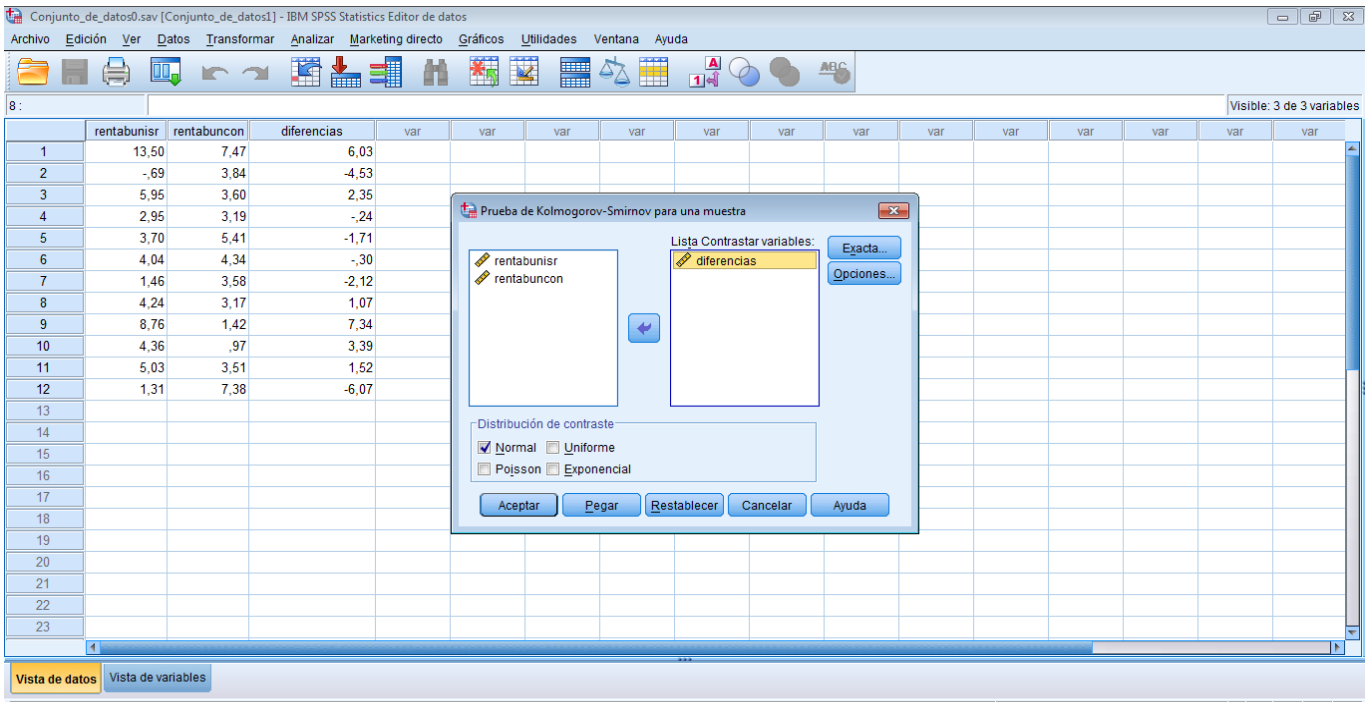 Conjunto_de_datos0.sav [Conjunto_de_datos1] - IBM SPSS Statistics Editor de datos
Archivo Edición Ver Datos Transformar Analizar Marketing directo Gráficos Utilidades Ventana Ayuda
A
1
ABC
8 :
Visible: 3 de 3 variables
rentabunisr rentabuncon diferencias var var var var var var var var var var var var var
1 13,50 7,47 6,03
2 -,69 3,84 -4,53
3 5,95 3,60 2,35
4 2,95 3,19 -,24
5 3,70 5,41 -1,71
6 4,04 4,34 -,30
7 1,46 3,58 -2,12
8 4,24 3,17 1,07
9 8,76 1,42 7,34
10 4,36 ,97 3,39
11 5,03 3,51 1,52
12 1,31 7,38 -6,07
13
14
15
16
17
18
19
20
21
22
23
Prueba de Kolmogorov-Smirnov para una muestra
Lista Contrastar variables:
rentabunisr
rentabuncon
diferencias
Exacta...
Opciones...
Distribución de contraste
Normal Uniforme
Poisson Exponencial
Aceptar Pegar Restablecer Cancelar Ayuda
Vista de datos Vista de variables